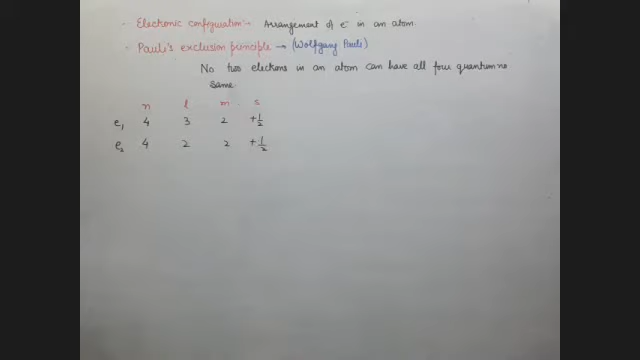 · Electronic configuration :- Arrangement of e⁻ in an atom.
· Pauli's exclusion principle → (Wolfgang Pauli)
No two electrons in an atom can have all four quantum no
same.
n l m s
e₁ 4 3 2 +1/2
e₂ 4 2 2 +1/2